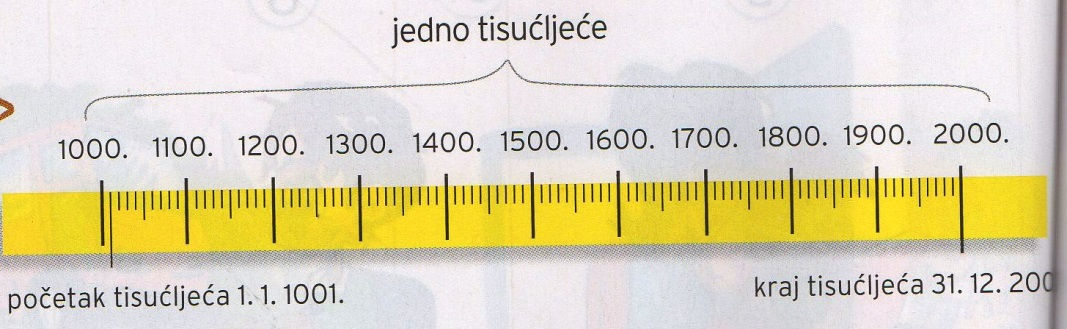 jedno tisućljeće
1000. 1100. 1200. 1300. 1400. 1500. 1600. 1700. 1800. 1900. 2000.
početak tisućljeća 1. 1. 1001.
kraj tisućljeća 31. 12. 200